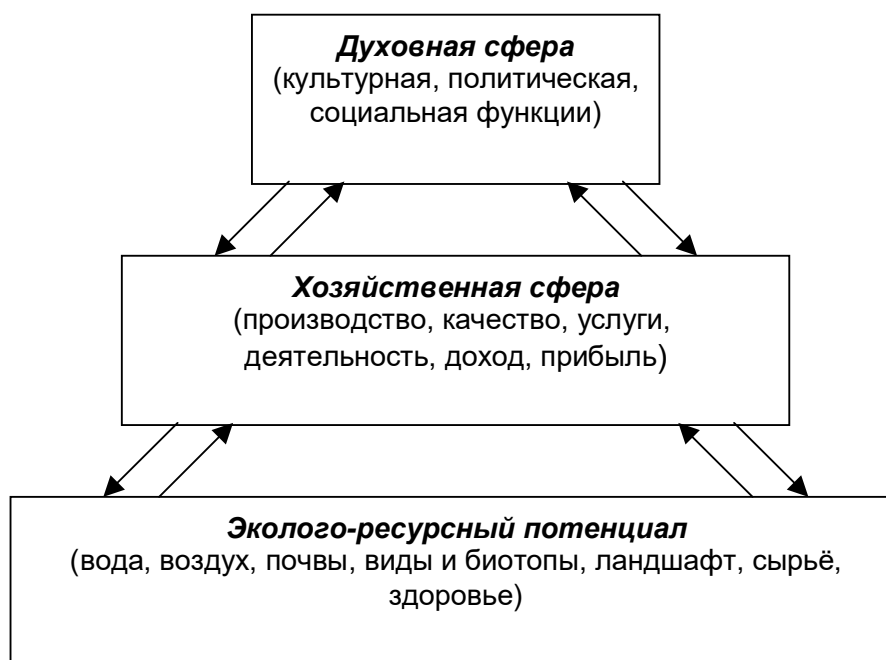 Духовная сфера
(культурная, политическая,
социальная функции)
Хозяйственная сфера
(производство, качество, услуги,
деятельность, доход, прибыль)
Эколого-ресурсный потенциал
(вода, воздух, почвы, виды и биотопы, ландшафт, сырьё,
здоровье)